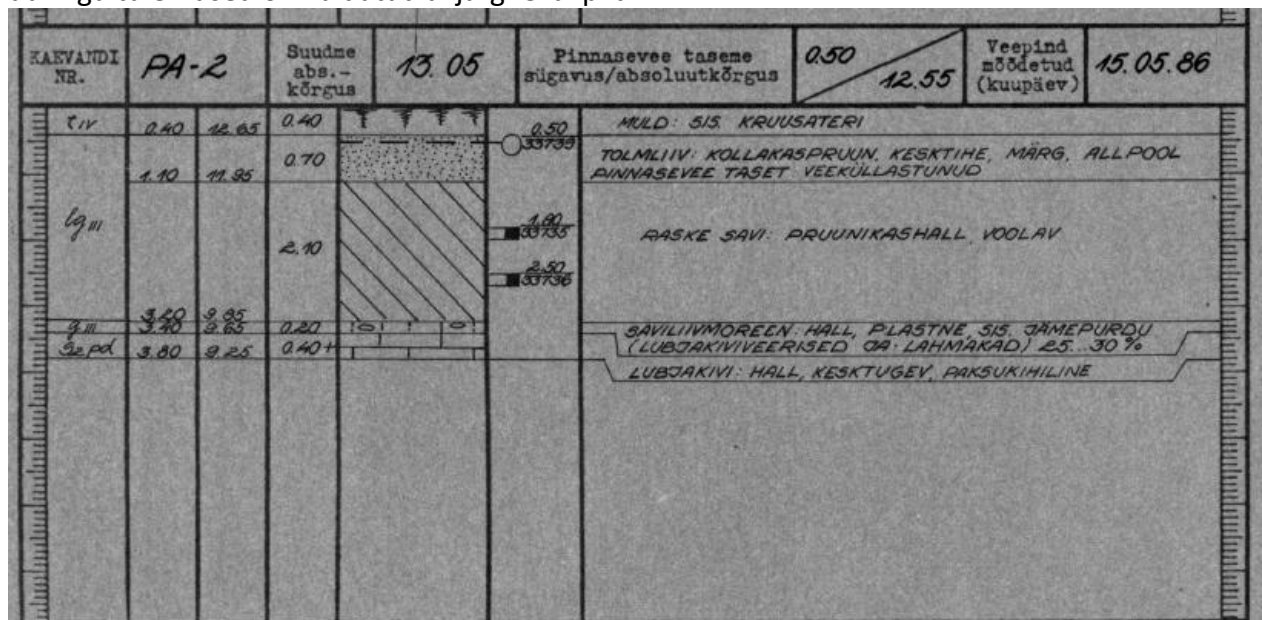 KAEVANDI NR.
PA-2
Suudme abs.-kõrgus
13.05
Pinnasevee taseme sügavus/absoluutkõrgus
0.50 / 12.55
Veepind mõõdetud (kuupäev)
15.05.86
t IV 0.40 12.65 0.40 0.50 MULD: SIS. KRUUSATERI
33739
0.70 TOLMLIIV: KOLLAKASPRUUN, KESKTIHE, MÄRG, ALLPOOL
1.10 11.95 PINNASEVEE TASET VEEKÜLLASTUNUD
lg III 2.10 1.80 RASKE SAVI: PRUUNIKASHALL, VOOLAV
33735
2.50
33736
3.20 9.85
g III 3.40 9.65 0.20 SAVILIIVMOREEN: HALL, PLASTNE, SIS. JÄMEPURDU
3.80 9.25 0.40+ (LUBJAKIVIVEERISED JA LAHMAKAD) 25...30%
LUBJAKIVI: HALL, KESKTUGEV, PAKSUKIHILINE